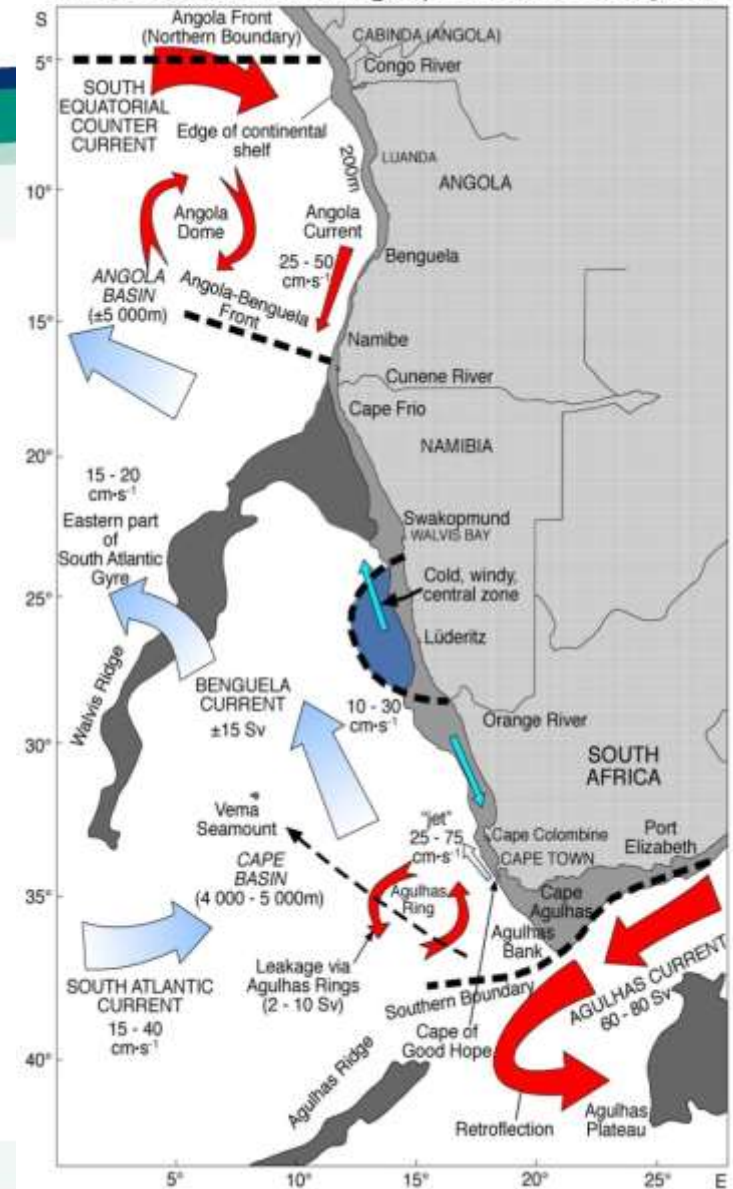 S
Angola Front
(Northern Boundary)
CABINDA (ANGOLA)
5°
Congo River
SOUTH
EQUATORIAL
COUNTER
CURRENT
Edge of continental
shelf
200m
LUANDA
10°
ANGOLA
Angola
Dome
Angola
Current
25 - 50
cm·s⁻¹
Benguela
ANGOLA
BASIN
(±5 000m)
Angola-Benguela
Front
15°
Namibe
Cunene River
Cape Frio
NAMIBIA
20°
15 - 20
cm·s⁻¹
Eastern part
of
South Atlantic
Gyre
Swakopmund
WALVIS BAY
Cold, windy,
central zone
25°
Lüderitz
Walvis Ridge
BENGUELA
CURRENT
±15 Sv
10 - 30
cm·s⁻¹
Orange River
30°
SOUTH
AFRICA
Vema
Seamount
"jet"
25 - 75
cm·s⁻¹
Cape Colombine
CAPE TOWN
Port
Elizabeth
CAPE
BASIN
(4 000 - 5 000m)
35°
Agulhas
Ring
Cape
Agulhas
Agulhas
Bank
Leakage via
Agulhas Rings
(2 - 10 Sv)
SOUTH ATLANTIC
CURRENT
15 - 40
cm·s⁻¹
Southern Boundary
AGULHAS CURRENT
60 - 80 Sv
Cape of
Good Hope
40°
Agulhas Ridge
Retroflection
Agulhas
Plateau
5°
10°
15°
20°
25°
E